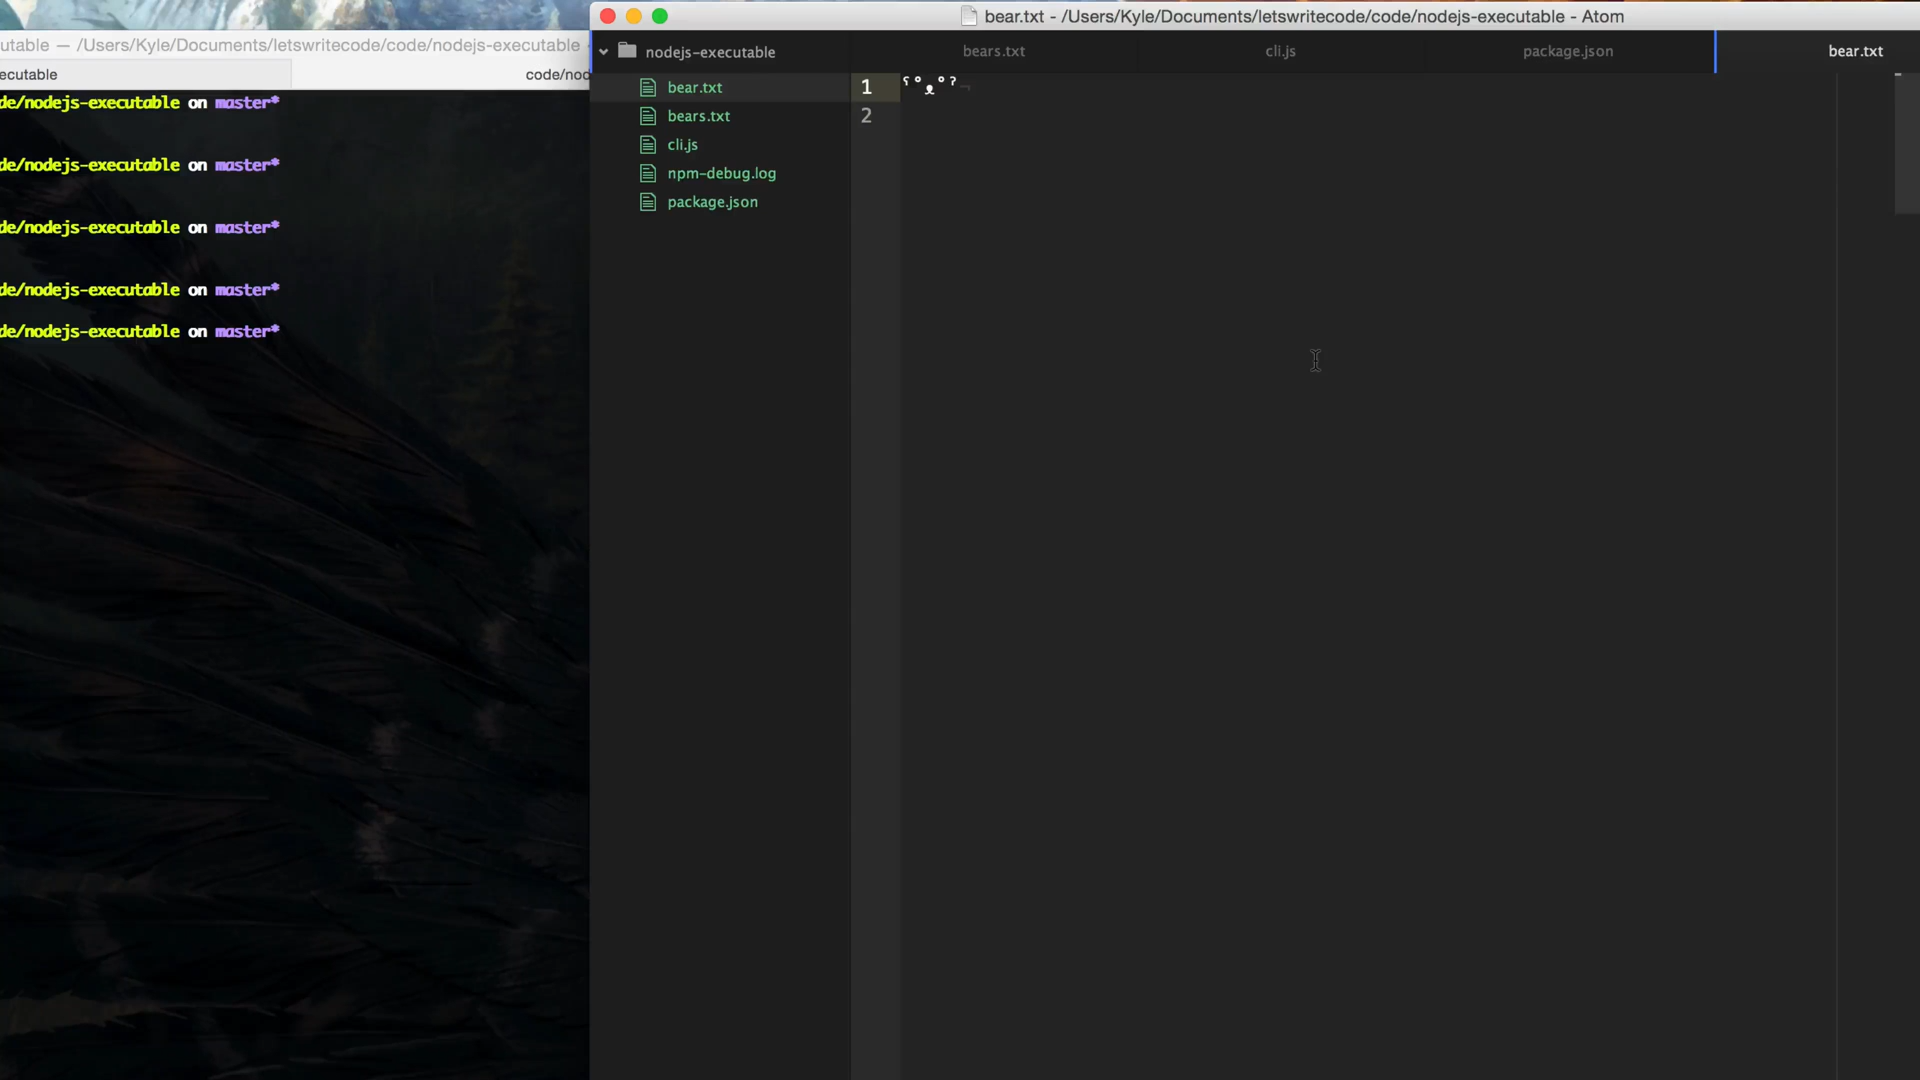 bear.txt - /Users/Kyle/Documents/letswritecode/code/nodejs-executable - Atom
utable — /Users/Kyle/Documents/letswritecode/code/nodejs-executable
ecutable
code/nod
de/nodejs-executable on master*
de/nodejs-executable on master*
de/nodejs-executable on master*
de/nodejs-executable on master*
de/nodejs-executable on master*
nodejs-executable
bear.txt
bears.txt
cli.js
npm-debug.log
package.json
bears.txt
cli.js
package.json
bear.txt
1 ʕ°ᴥ°ʔ¬
2